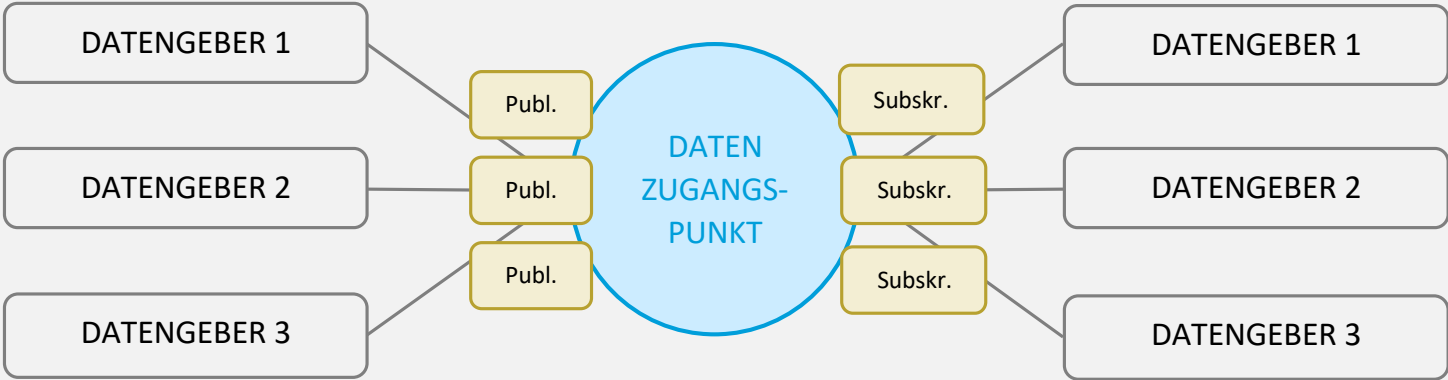 DATENGEBER 1
DATENGEBER 2
DATENGEBER 3
Publ.
Publ.
Publ.
DATEN
ZUGANGS-
PUNKT
Subskr.
Subskr.
Subskr.
DATENGEBER 1
DATENGEBER 2
DATENGEBER 3